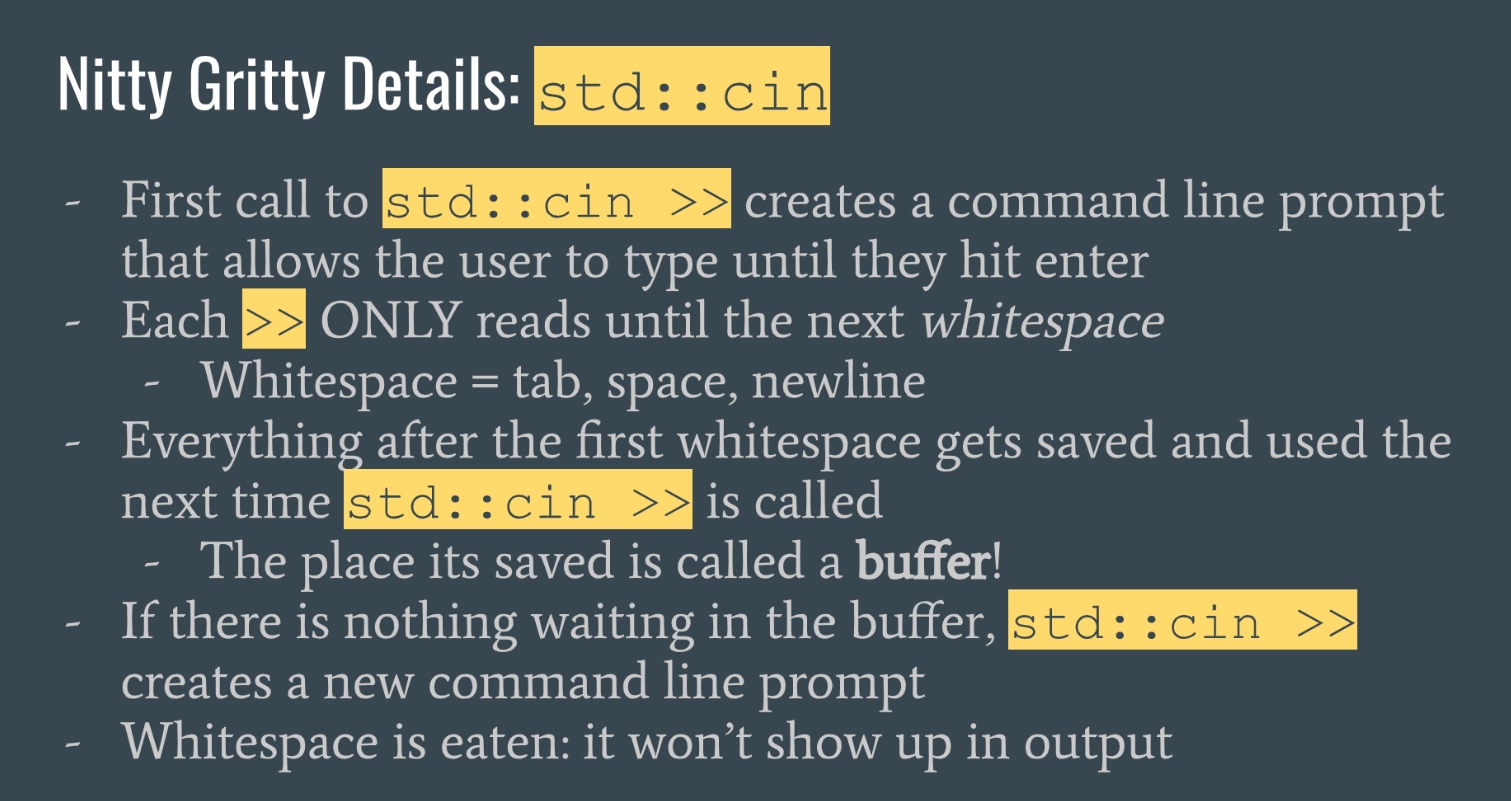 Nitty Gritty Details: std::cin
- First call to std::cin >> creates a command line prompt
that allows the user to type until they hit enter
- Each >> ONLY reads until the next whitespace
- Whitespace = tab, space, newline
- Everything after the first whitespace gets saved and used the
next time std::cin >> is called
- The place its saved is called a buffer!
- If there is nothing waiting in the buffer, std::cin >>
creates a new command line prompt
- Whitespace is eaten: it won’t show up in output